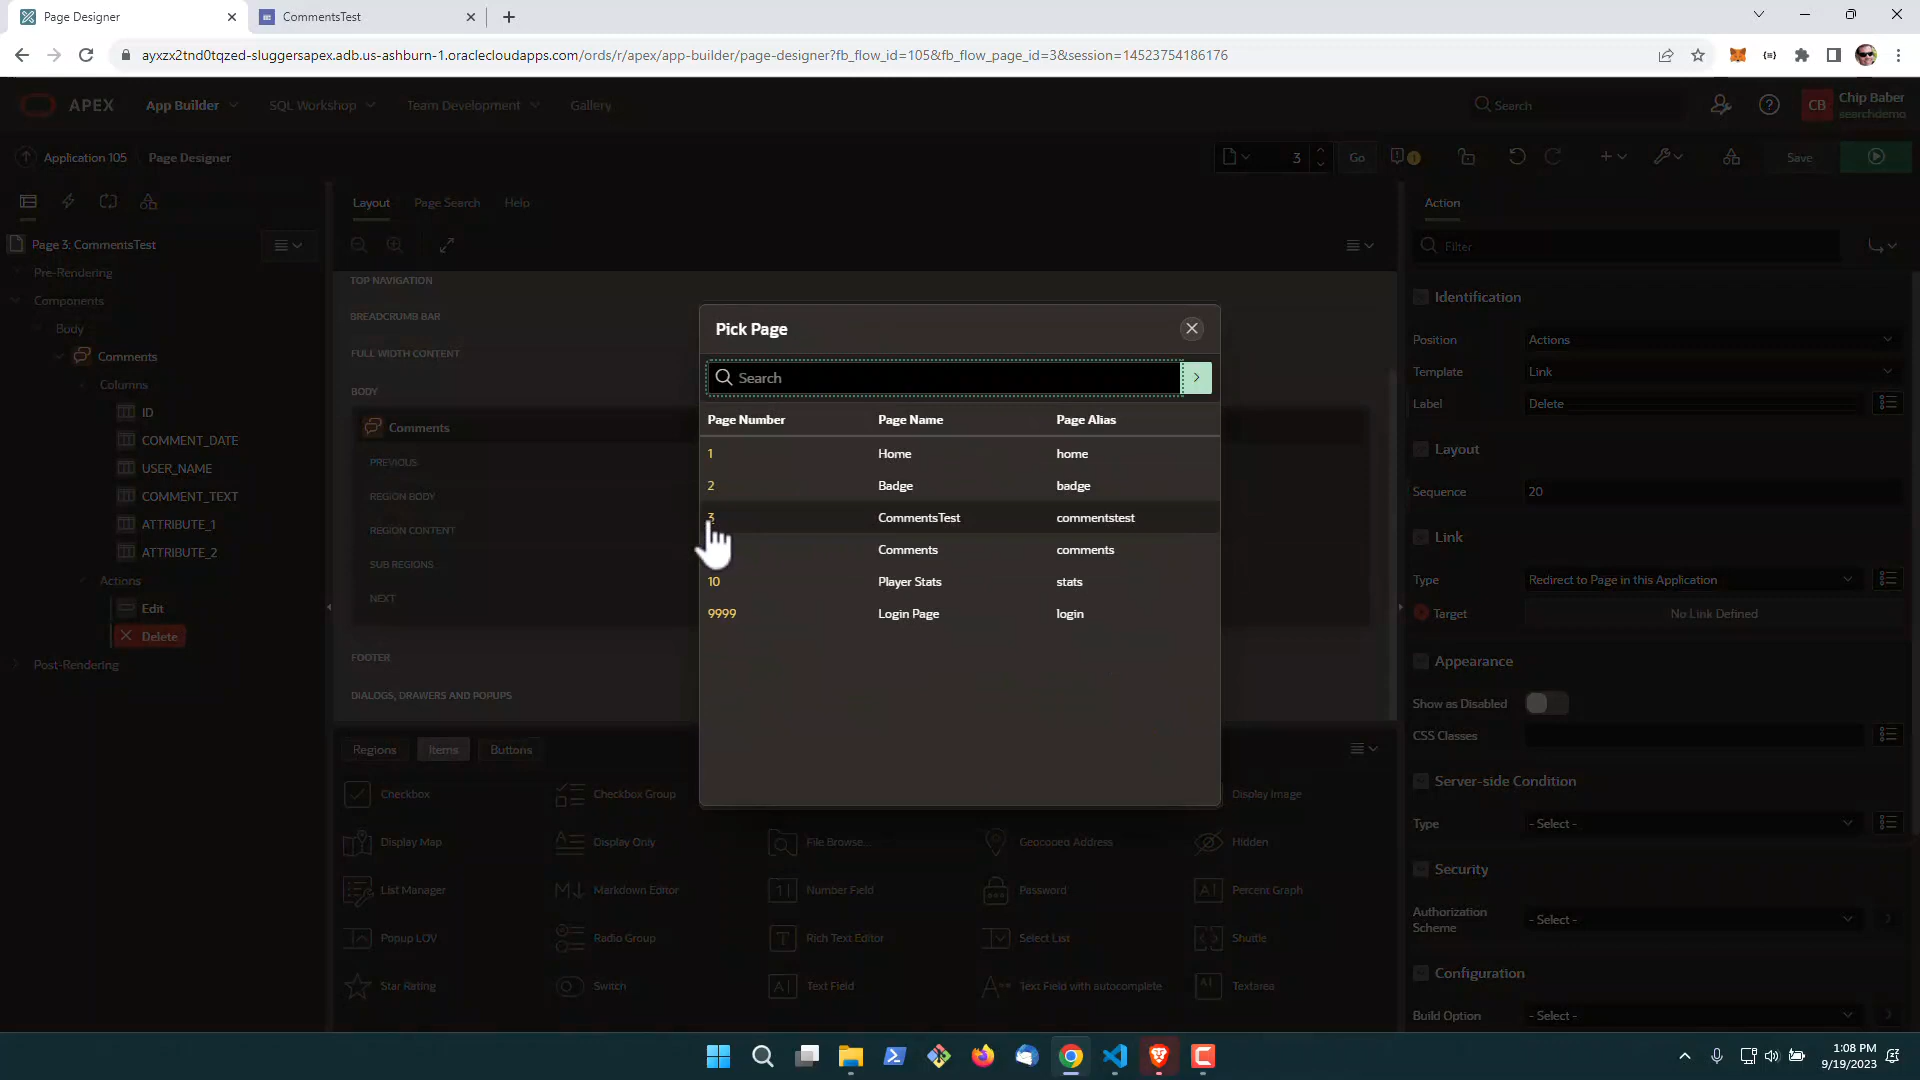 Page Designer
CommentsTest
ayxzx2tnd0tqzed-sluggersapex.adb.us-ashburn-1.oraclecloudapps.com/ords/r/apex/app-builder/page-designer?fb_flow_id=105&fb_flow_page_id=3&session=14523754186176
APEX App Builder SQL Workshop Team Development Gallery Search CB Chip Baber
searchdemo
Application 105 Page Designer 3 Go Save
Layout Page Search Help Action
Page 3: CommentsTest Filter
Pre-Rendering
Components
Body
Comments
Columns
ID
COMMENT_DATE
USER_NAME
COMMENT_TEXT
ATTRIBUTE_1
ATTRIBUTE_2
Actions
Edit
Delete
Post-Rendering
TOP NAVIGATION
BREADCRUMB BAR
FULL WIDTH CONTENT
BODY
Comments
PREVIOUS
REGION BODY
REGION CONTENT
SUB REGIONS
NEXT
FOOTER
DIALOGS, DRAWERS AND POPUPS
Pick Page
Search
Page Number Page Name Page Alias
1 Home home
2 Badge badge
3 CommentsTest commentstest
Comments comments
10 Player Stats stats
9999 Login Page login
Regions Items Buttons
Checkbox Checkbox Group Display Image
Display Map Display Only File Browse... Geocoded Address Hidden
List Manager Markdown Editor Number Field Password Percent Graph
Popup LOV Radio Group Rich Text Editor Select List Shuttle
Star Rating Switch Text Field Text Field with autocomplete Textarea
Identification
Position Actions
Template Link
Label Delete
Layout
Sequence 20
Link
Type Redirect to Page in this Application
Target No Link Defined
Appearance
Show as Disabled
CSS Classes
Server-side Condition
Type - Select -
Security
Authorization
Scheme - Select -
Configuration
Build Option - Select -
1:08 PM
9/19/2023